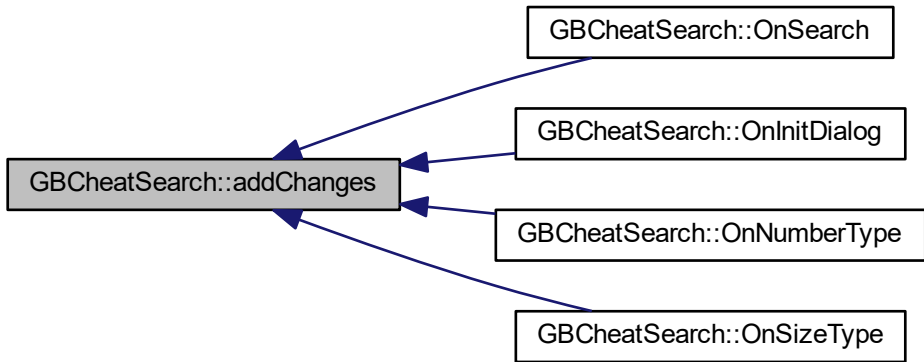 GBCheatSearch::OnSearch
GBCheatSearch::OnInitDialog
GBCheatSearch::addChanges
GBCheatSearch::OnNumberType
GBCheatSearch::OnSizeType